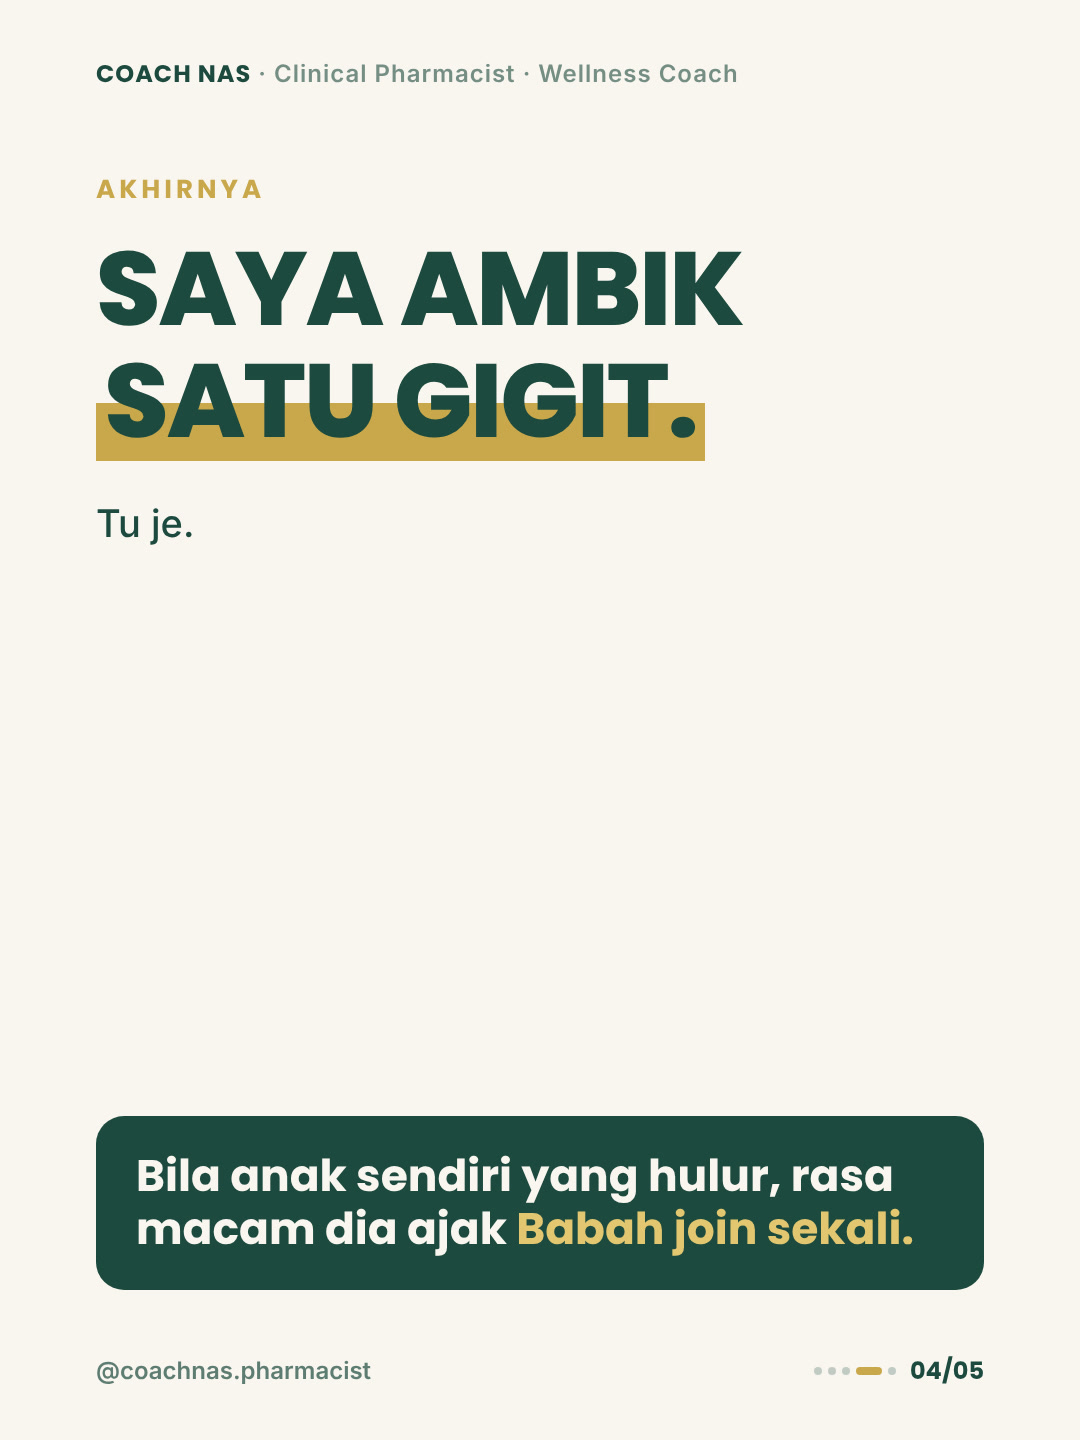 COACH NAS · Clinical Pharmacist · Wellness Coach
AKHIRNYA
SAYA AMBIK
SATU GIGIT.
Tu je.
Bila anak sendiri yang hulur, rasa
macam dia ajak Babah join sekali.
@coachnas.pharmacist
04/05